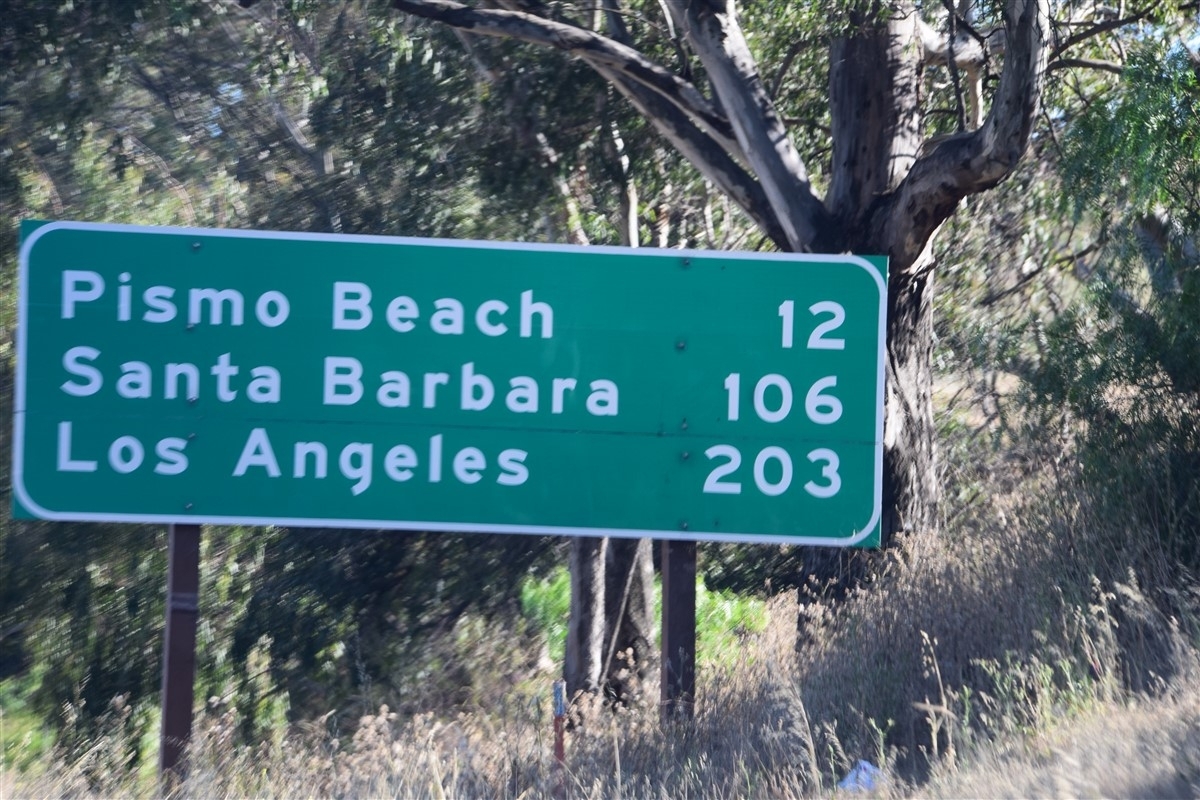 Pismo Beach 12
Santa Barbara 106
Los Angeles 203